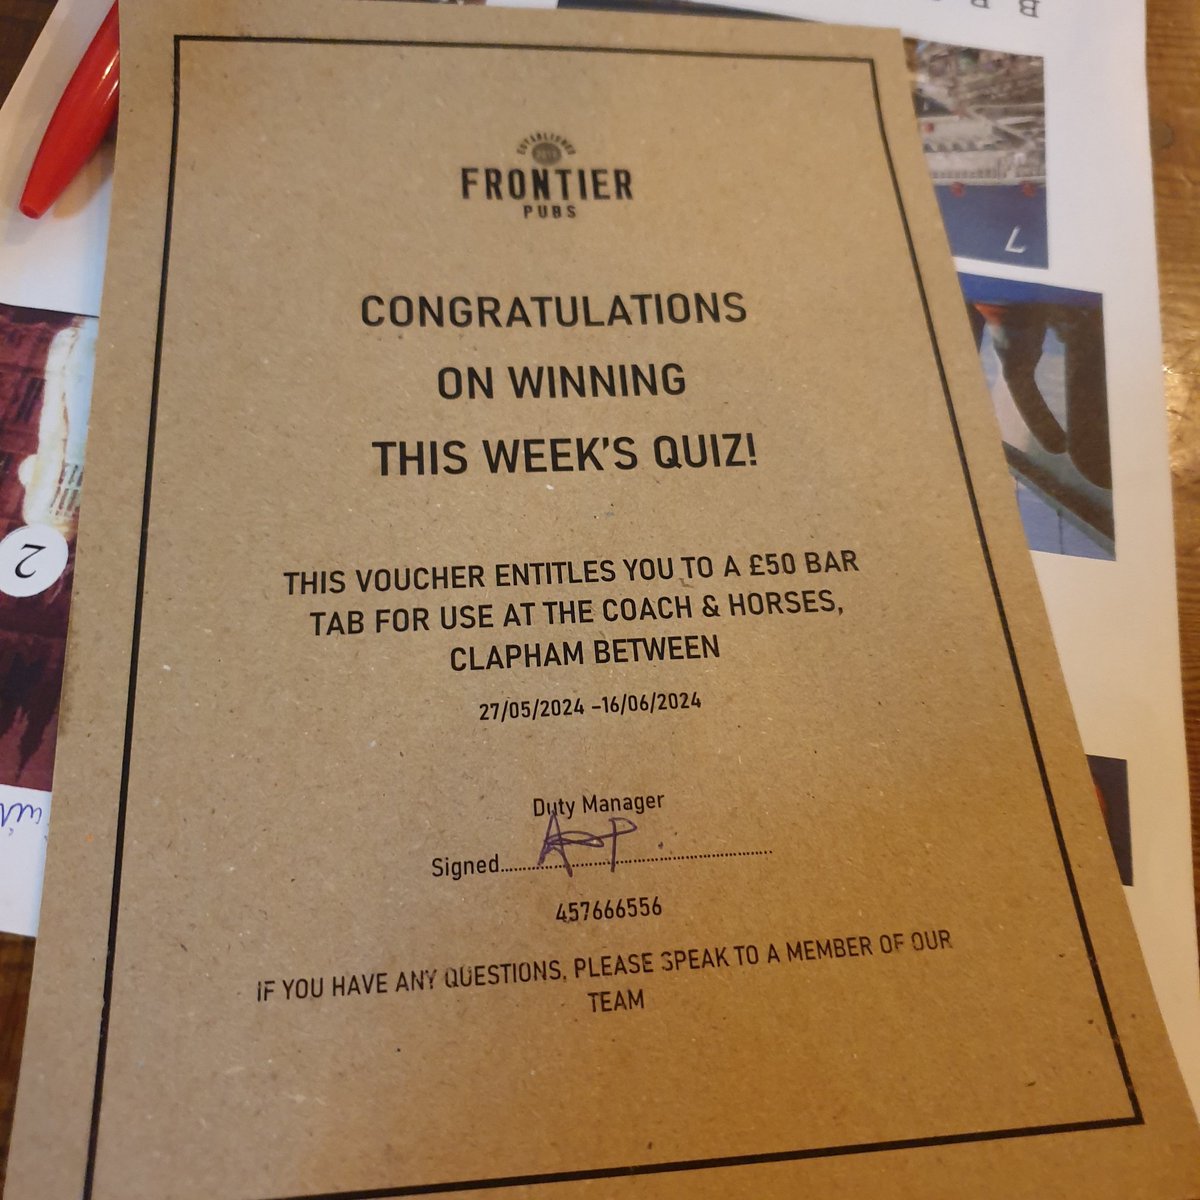 ESTABLISHED
FRONTIER
PUBS
CONGRATULATIONS
ON WINNING
THIS WEEK'S QUIZ!
THIS VOUCHER ENTITLES YOU TO A £50 BAR
TAB FOR USE AT THE COACH & HORSES,
CLAPHAM BETWEEN
27/05/2024 –16/06/2024
Duty Manager
Signed....................................................
457666556
IF YOU HAVE ANY QUESTIONS, PLEASE SPEAK TO A MEMBER OF OUR
TEAM
2
7